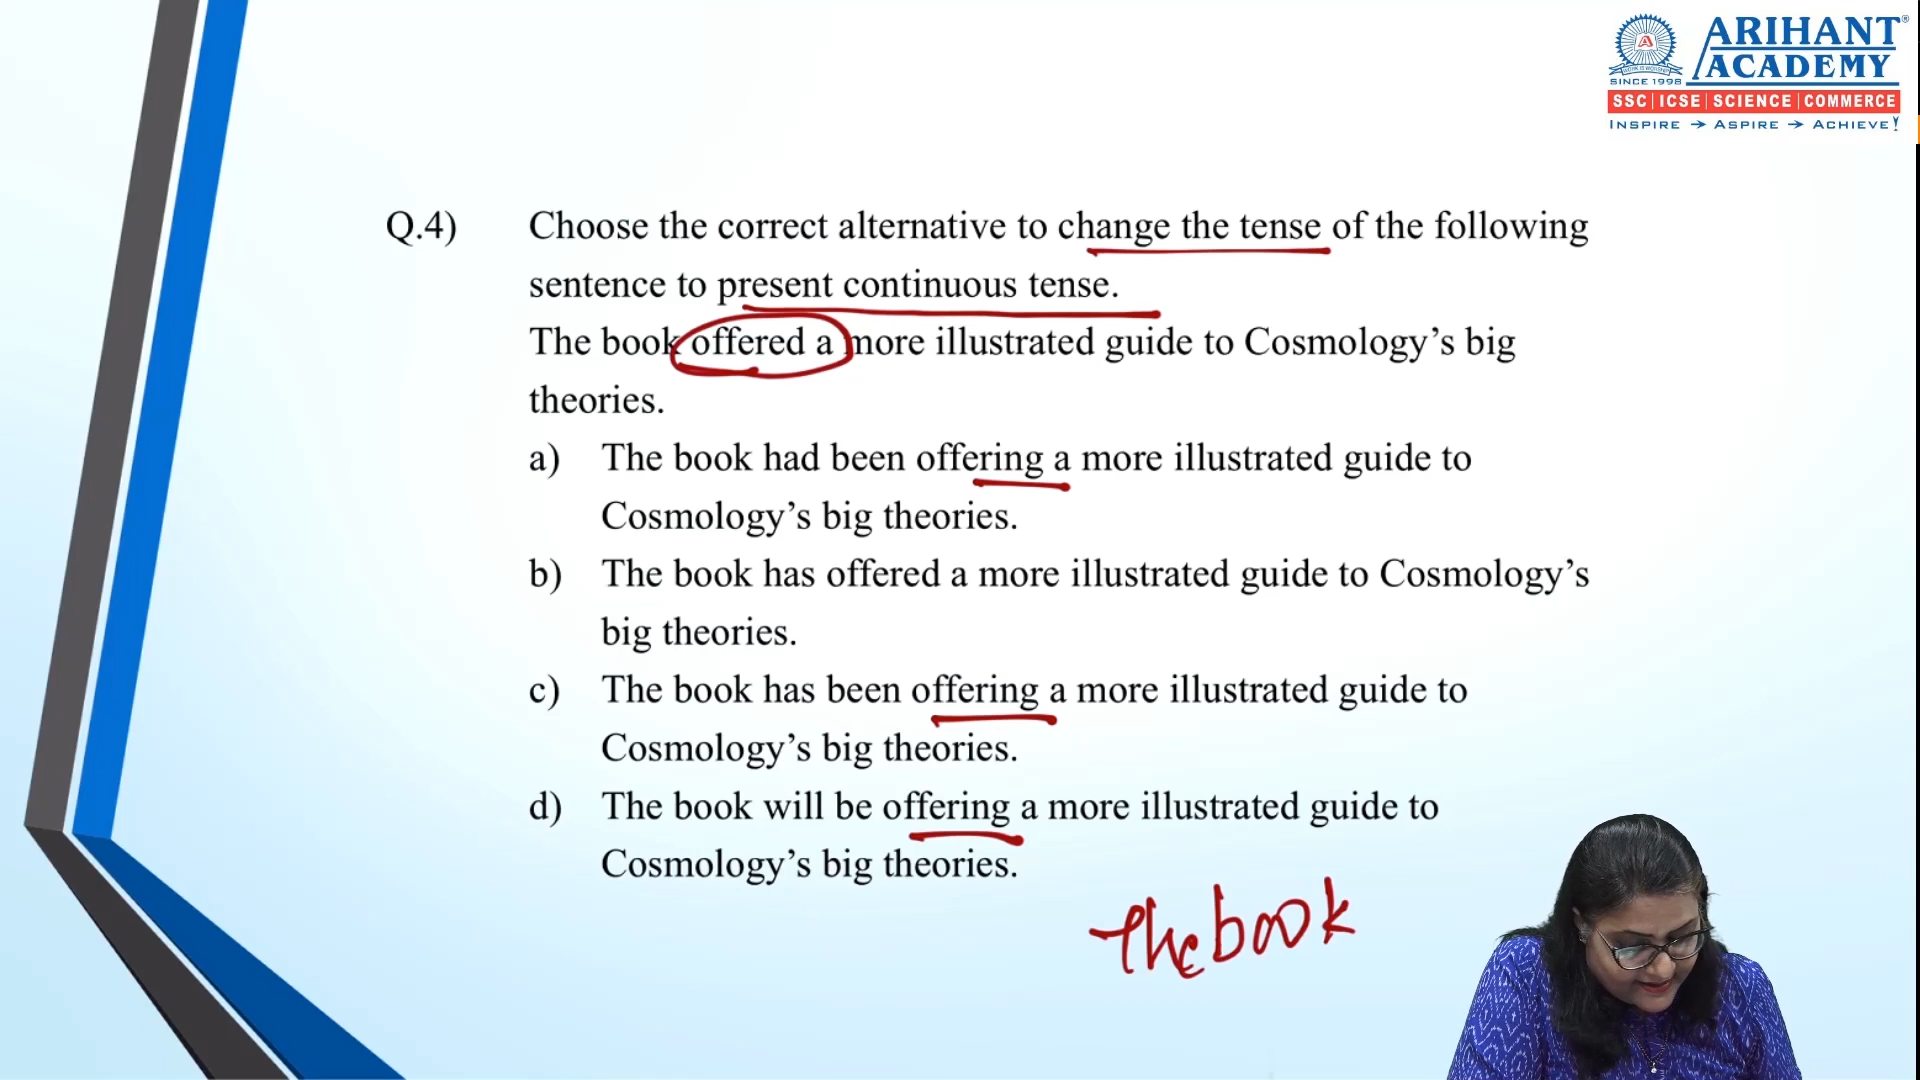 ARIHANT®
ACADEMY
SINCE 1998
SSC | ICSE | SCIENCE | COMMERCE
INSPIRE → ASPIRE → ACHIEVE!
Q.4) Choose the correct alternative to change the tense of the following
sentence to present continuous tense.
The book offered a more illustrated guide to Cosmology’s big
theories.
a) The book had been offering a more illustrated guide to
Cosmology’s big theories.
b) The book has offered a more illustrated guide to Cosmology’s
big theories.
c) The book has been offering a more illustrated guide to
Cosmology’s big theories.
d) The book will be offering a more illustrated guide to
Cosmology’s big theories.
the book